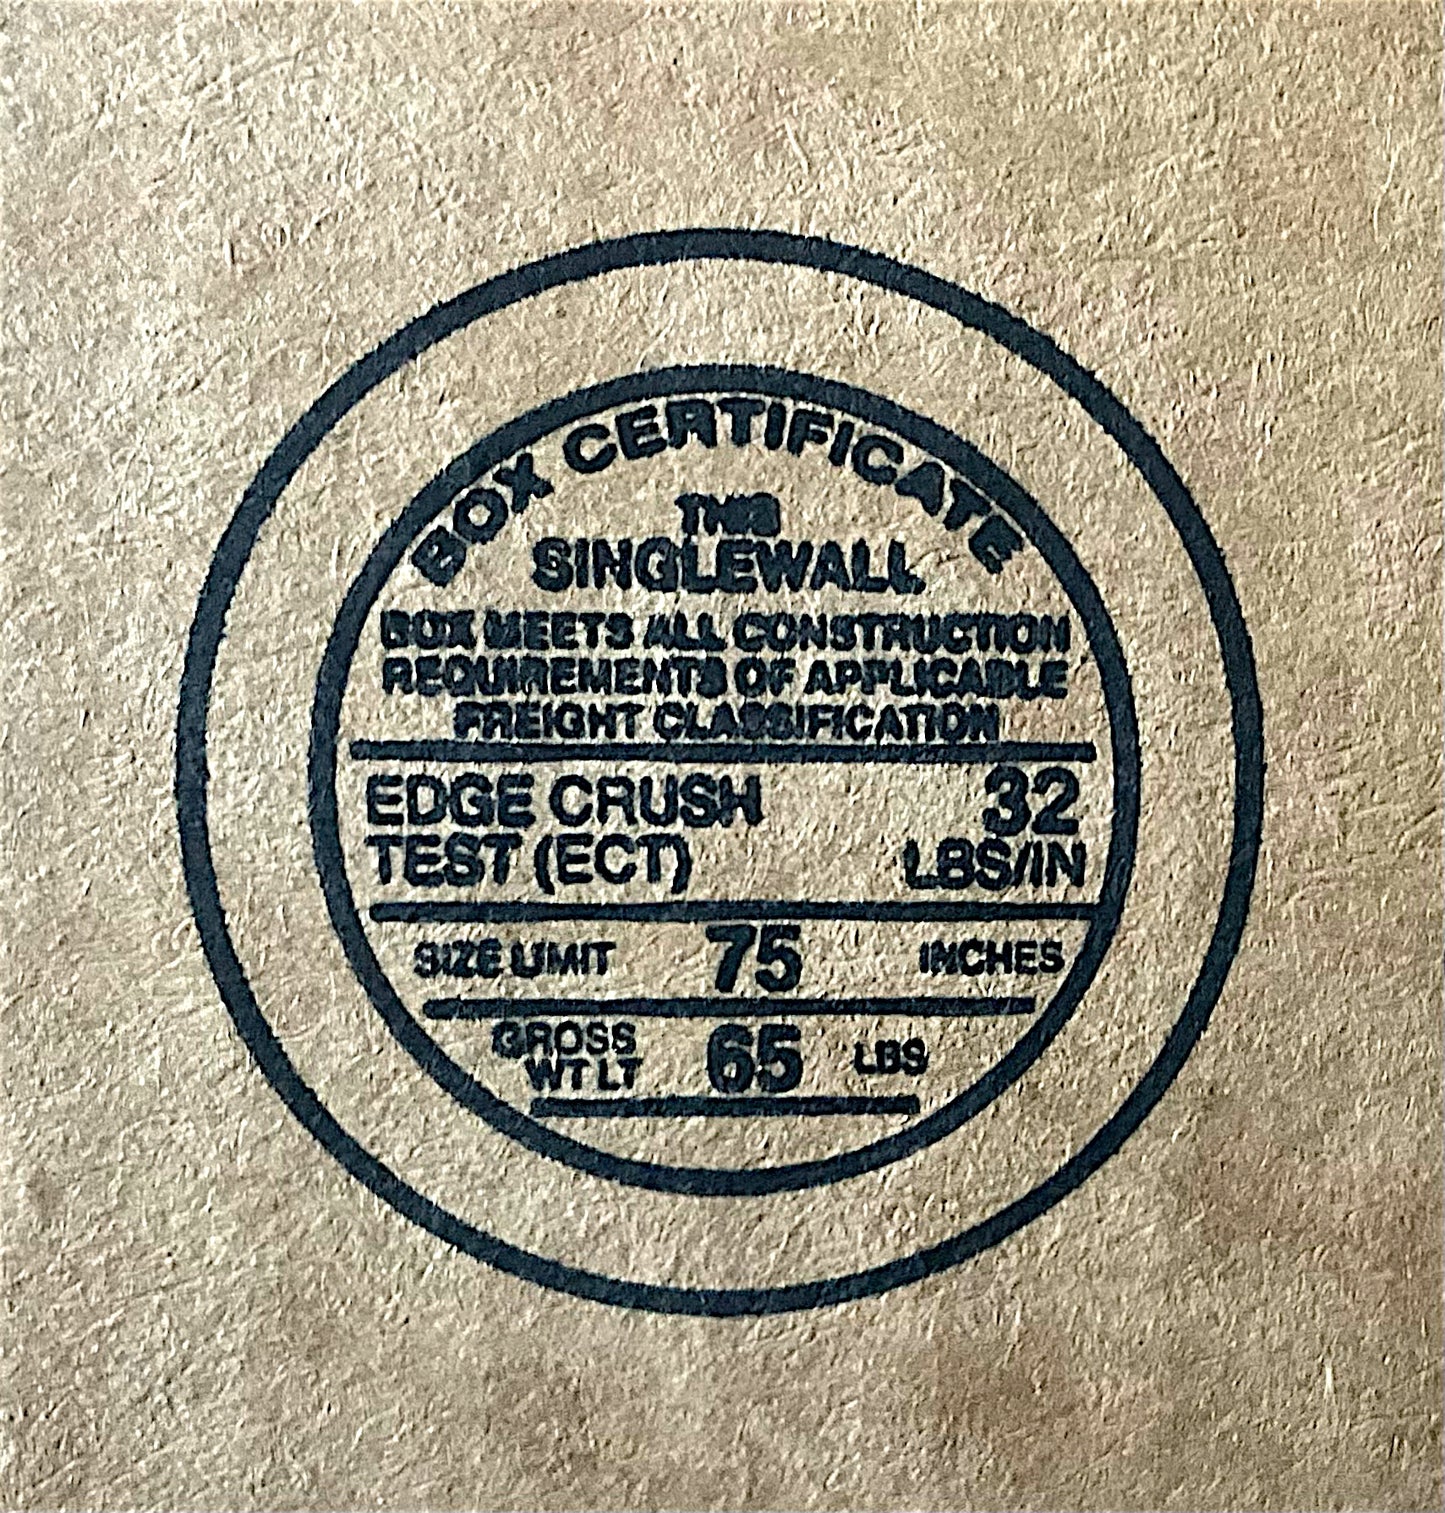 BOX CERTIFICATE
THIS
SINGLEWALL
BOX MEETS ALL CONSTRUCTION
REQUIREMENTS OF APPLICABLE
FREIGHT CLASSIFICATION
EDGE CRUSH 32
TEST (ECT) LBS/IN
SIZE LIMIT 75 INCHES
GROSS
WT LT 65 LBS